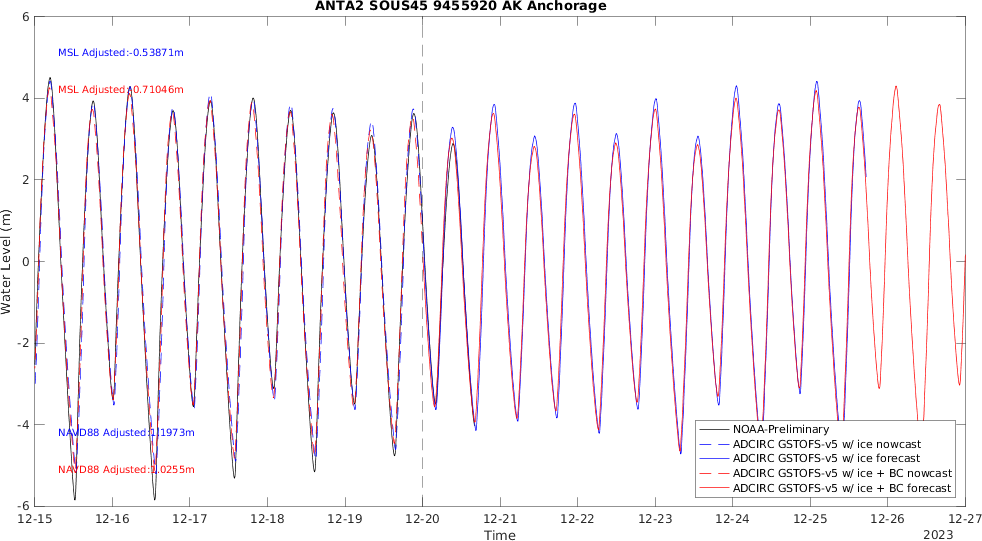 ANTA2 SOUS45 9455920 AK Anchorage
6
4
2
0
-2
-4
-6
Water Level (m)
MSL Adjusted:-0.53871m
MSL Adjusted:-0.71046m
NAVD88 Adjusted:1.1973m
NAVD88 Adjusted:1.0255m
NOAA-Preliminary
ADCIRC GSTOFS-v5 w/ ice nowcast
ADCIRC GSTOFS-v5 w/ ice forecast
ADCIRC GSTOFS-v5 w/ ice + BC nowcast
ADCIRC GSTOFS-v5 w/ ice + BC forecast
12-15 12-16 12-17 12-18 12-19 12-20 12-21 12-22 12-23 12-24 12-25 12-26 12-27
Time
2023